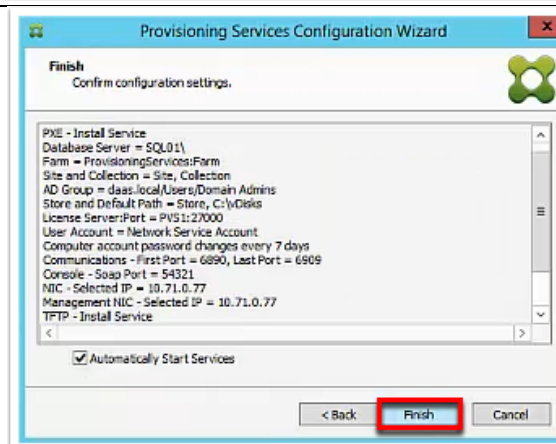 Provisioning Services Configuration Wizard
x
Finish
Confirm configuration settings.
PXE - Install Service
Database Server = SQL01\
Farm = ProvisioningServices:Farm
Site and Collection = Site, Collection
AD Group = daas.local/Users/Domain Admins
Store and Default Path = Store, C:\vDisks
License Server:Port = PVS1:27000
User Account = Network Service Account
Computer account password changes every 7 days
Communications - First Port = 6890, Last Port = 6909
Console - Soap Port = 54321
NIC - Selected IP = 10.71.0.77
Management NIC - Selected IP = 10.71.0.77
TFTP - Install Service
Automatically Start Services
< Back Finish Cancel